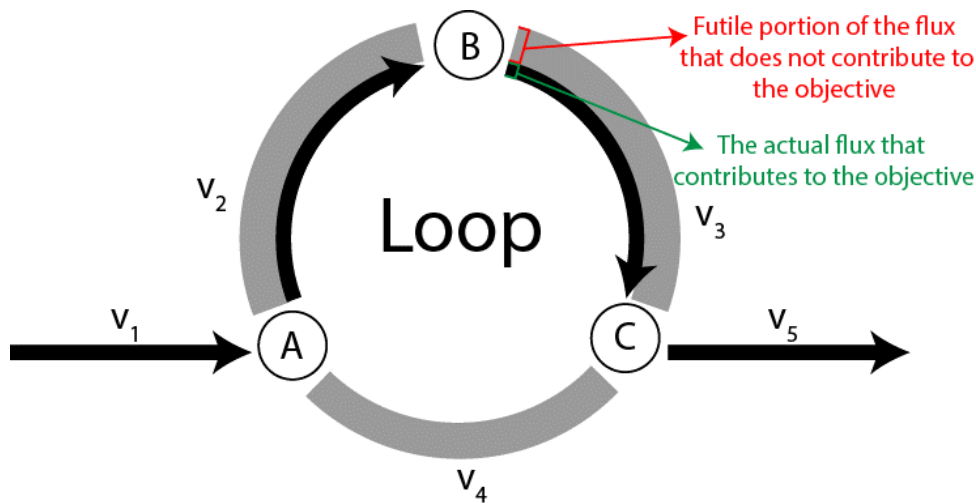 B
Futile portion of the flux
that does not contribute to
the objective
The actual flux that
contributes to the objective
v2
Loop
v3
v1
A
C
v5
v4